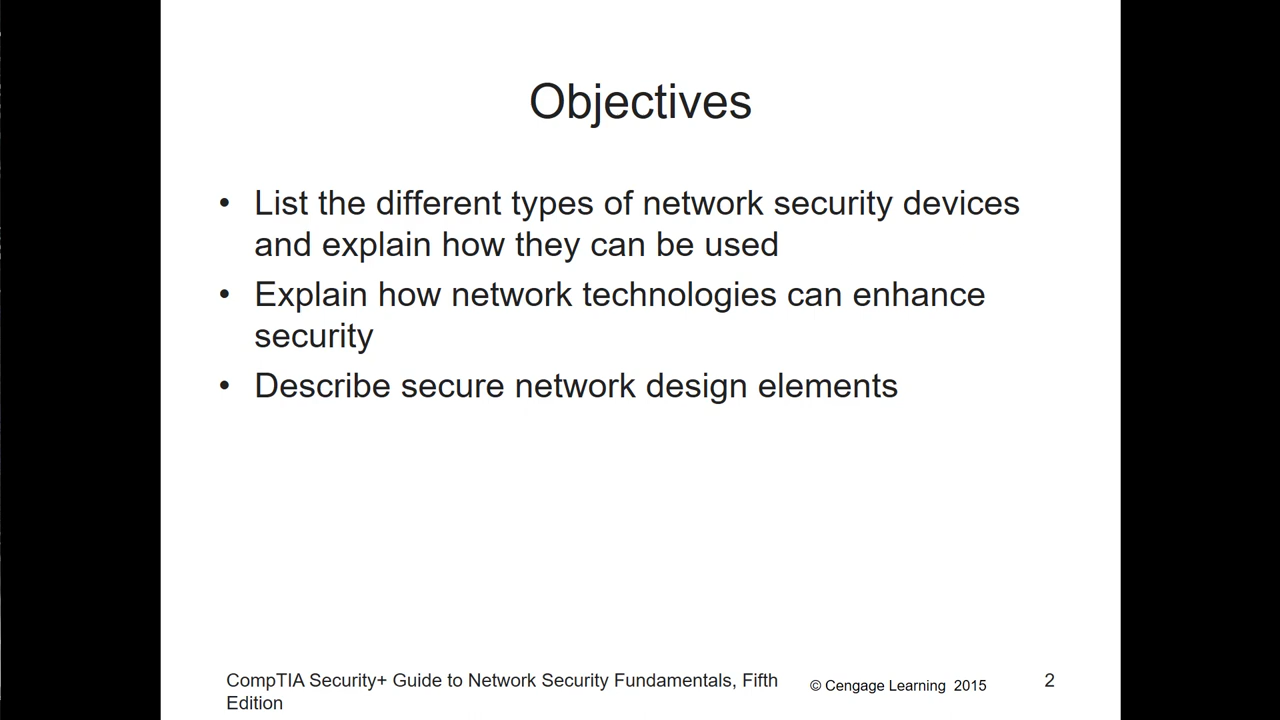 Objectives
• List the different types of network security devices
and explain how they can be used
• Explain how network technologies can enhance
security
• Describe secure network design elements
CompTIA Security+ Guide to Network Security Fundamentals, Fifth
Edition
© Cengage Learning 2015
2